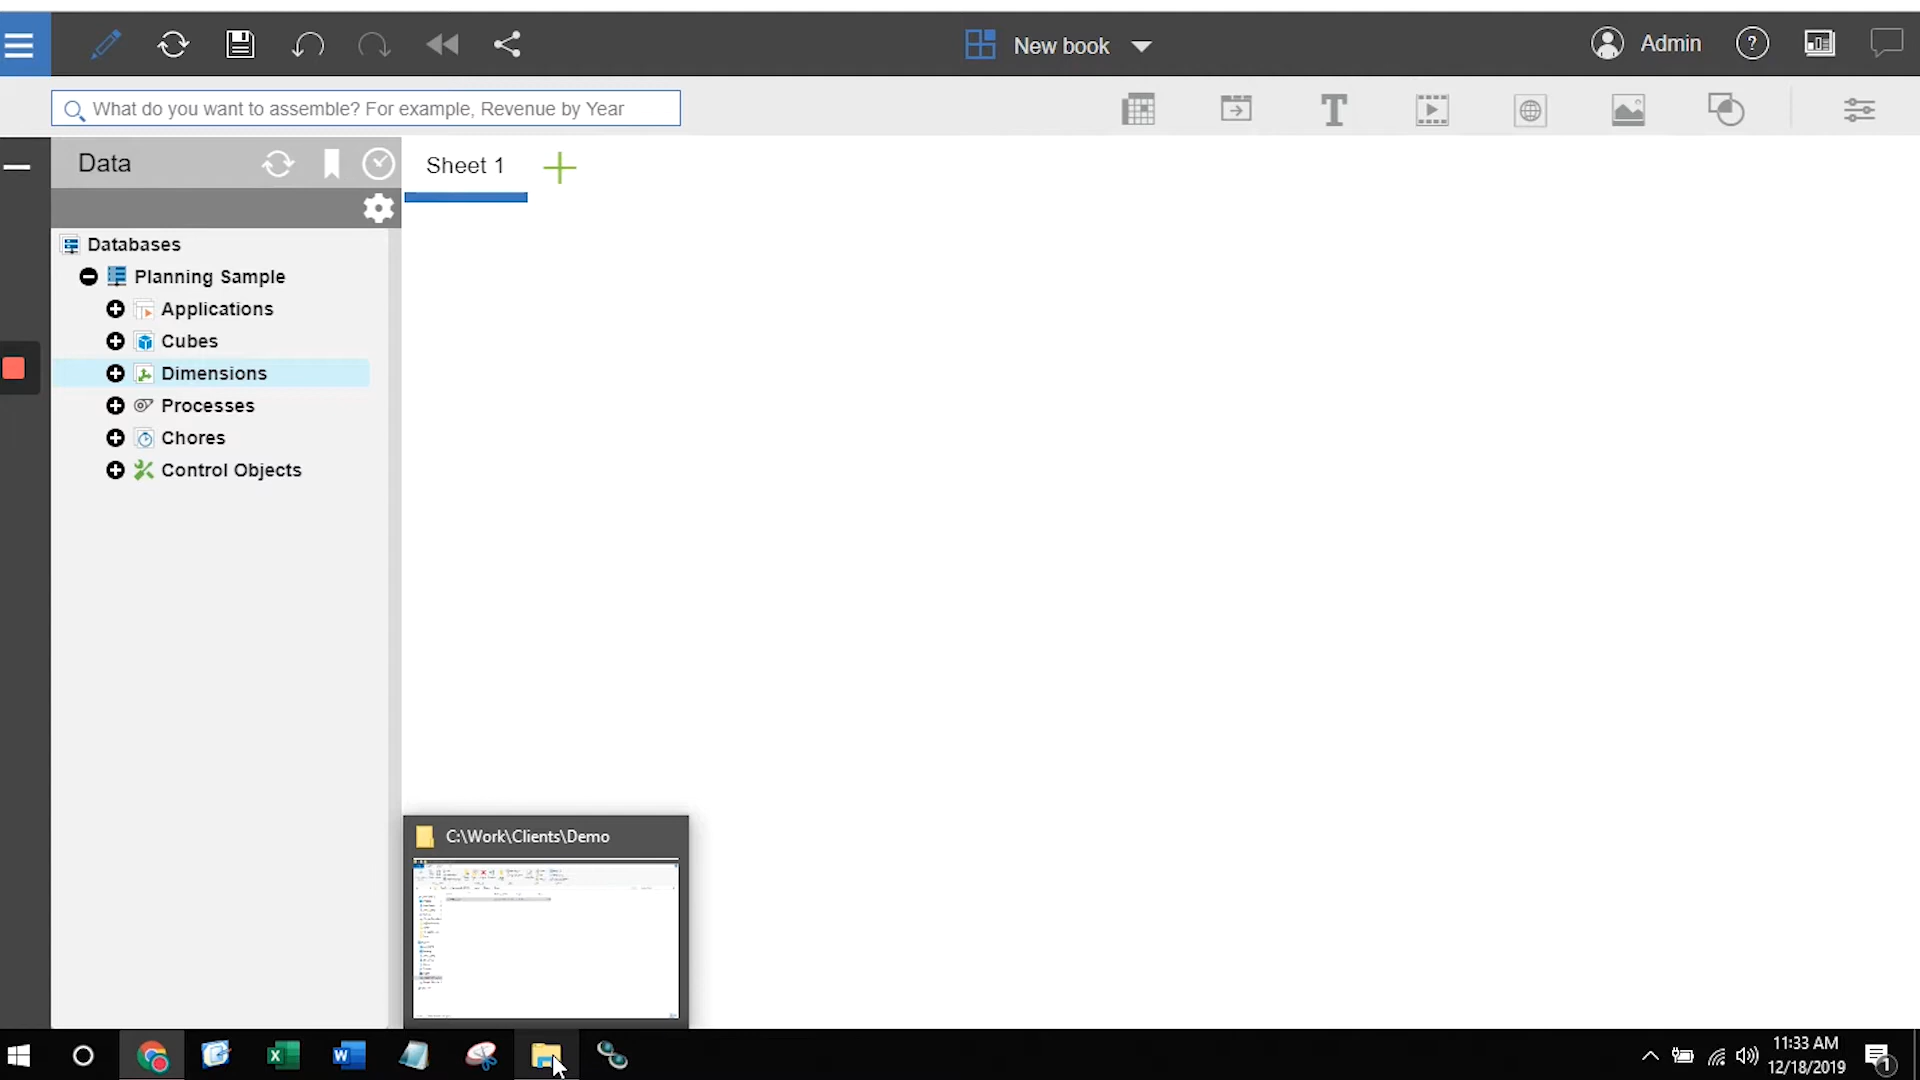 New book
Admin
What do you want to assemble? For example, Revenue by Year
Data
Sheet 1
Databases
Planning Sample
Applications
Cubes
Dimensions
Processes
Chores
Control Objects
C:\Work\Clients\Demo
11:33 AM
12/18/2019
1